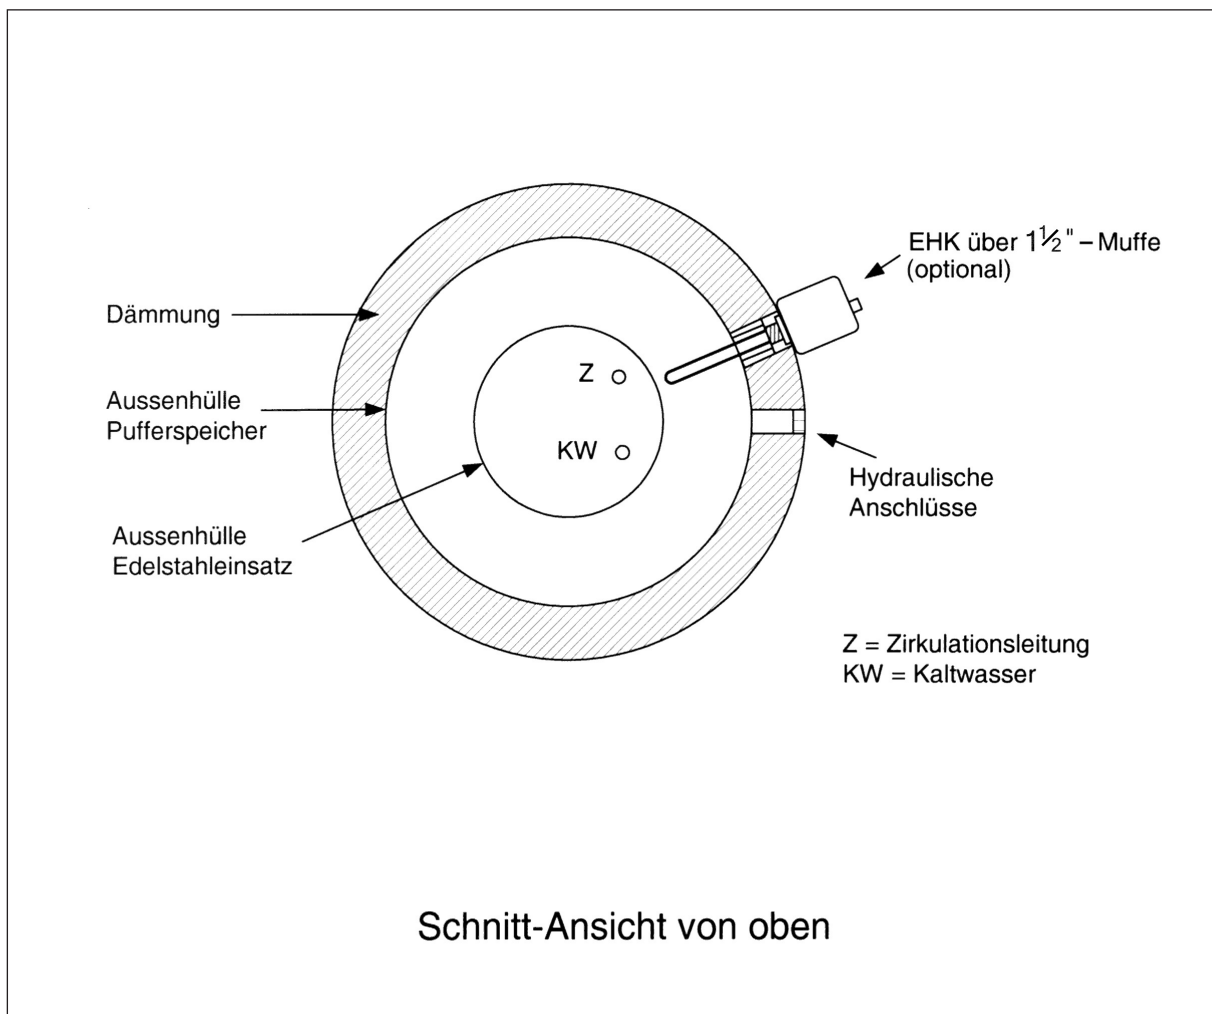 EHK über 1½" – Muffe
(optional)
Dämmung
Aussenhülle
Pufferspeicher
Z
KW
Hydraulische
Anschlüsse
Aussenhülle
Edelstahleinsatz
Z = Zirkulationsleitung
KW = Kaltwasser
Schnitt-Ansicht von oben